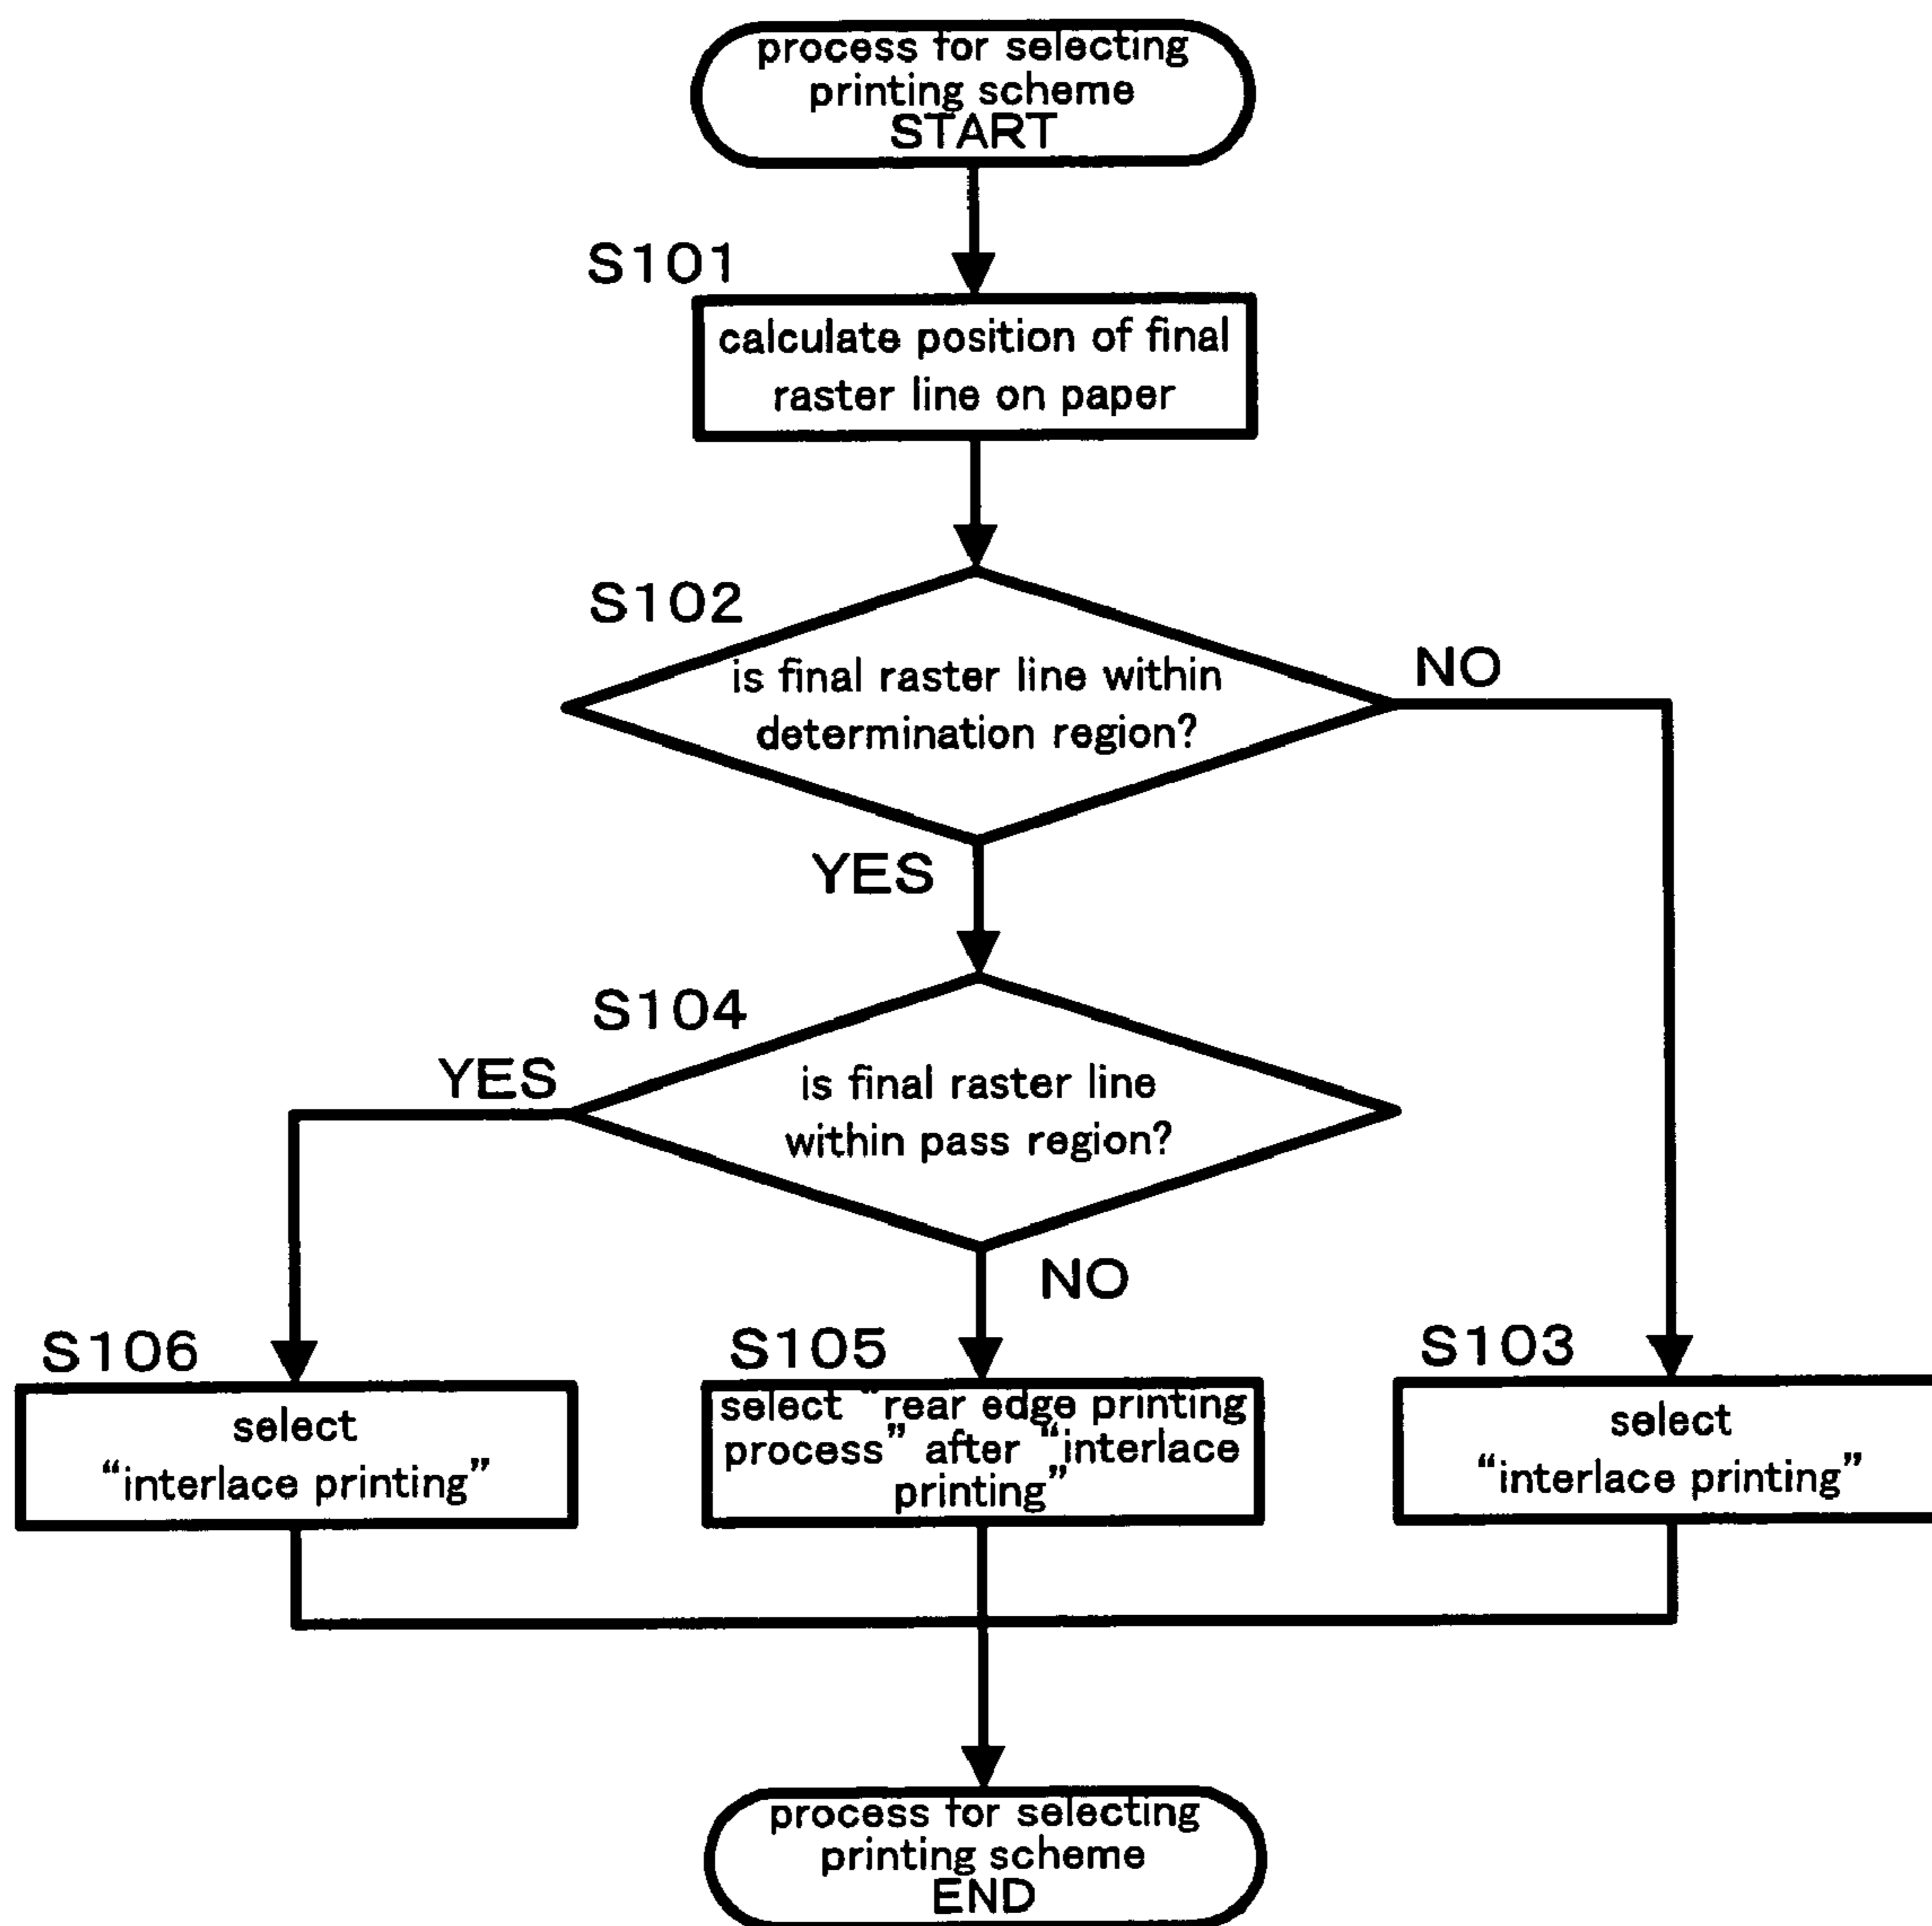 process for selecting
printing scheme
START
S101
calculate position of final
raster line on paper
S102
is final raster line within
determination region?
NO
YES
S104
is final raster line
within pass region?
YES
NO
S106
select
“interlace printing”
S105
select “rear edge printing
process” after “interlace
printing”
S103
select
“interlace printing”
process for selecting
printing scheme
END